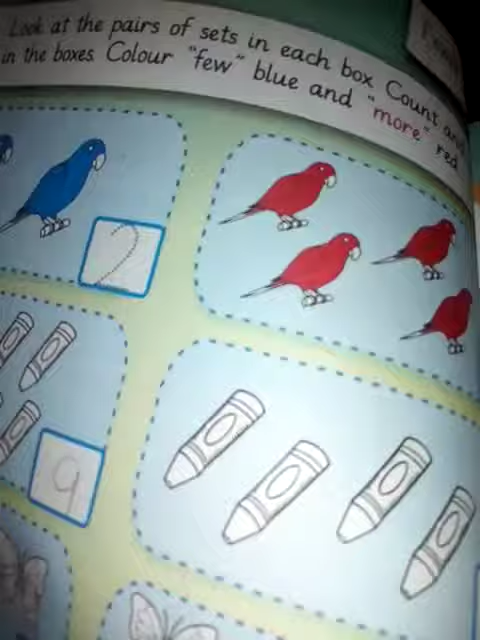 Look at the pairs of sets in each box. Count and
in the boxes. Colour "few" blue and "more" red.
2
9